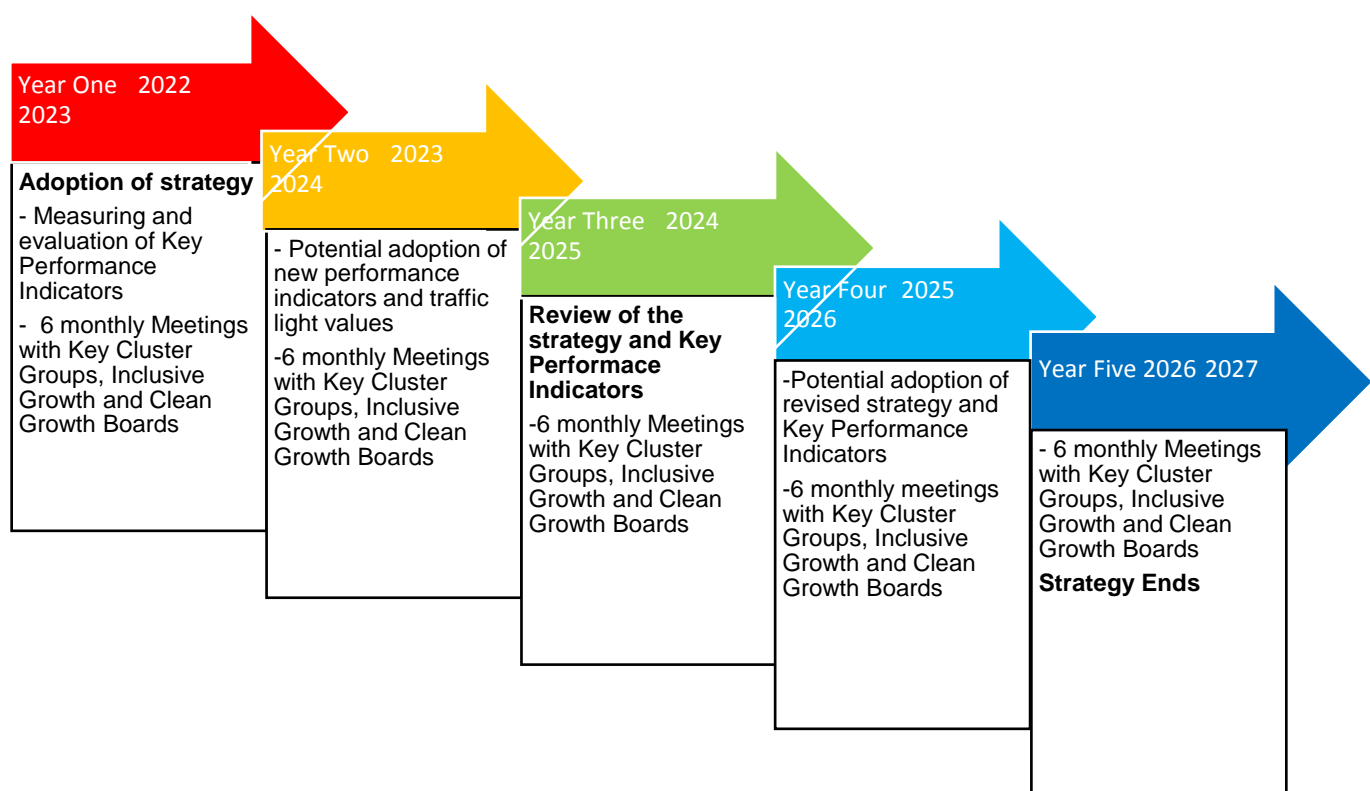 Year One 2022
2023
Adoption of strategy
- Measuring and
evaluation of Key
Performance
Indicators
- 6 monthly Meetings
with Key Cluster
Groups, Inclusive
Growth and Clean
Growth Boards
Year Two 2023
2024
- Potential adoption of
new performance
indicators and traffic
light values
-6 monthly Meetings
with Key Cluster
Groups, Inclusive
Growth and Clean
Growth Boards
Year Three 2024
2025
Review of the
strategy and Key
Performace
Indicators
-6 monthly Meetings
with Key Cluster
Groups, Inclusive
Growth and Clean
Growth Boards
Year Four 2025
2026
-Potential adoption of
revised strategy and
Key Performance
Indicators
-6 monthly meetings
with Key Cluster
Groups, Inclusive
Growth and Clean
Growth Boards
Year Five 2026 2027
- 6 monthly Meetings
with Key Cluster
Groups, Inclusive
Growth and Clean
Growth Boards
Strategy Ends